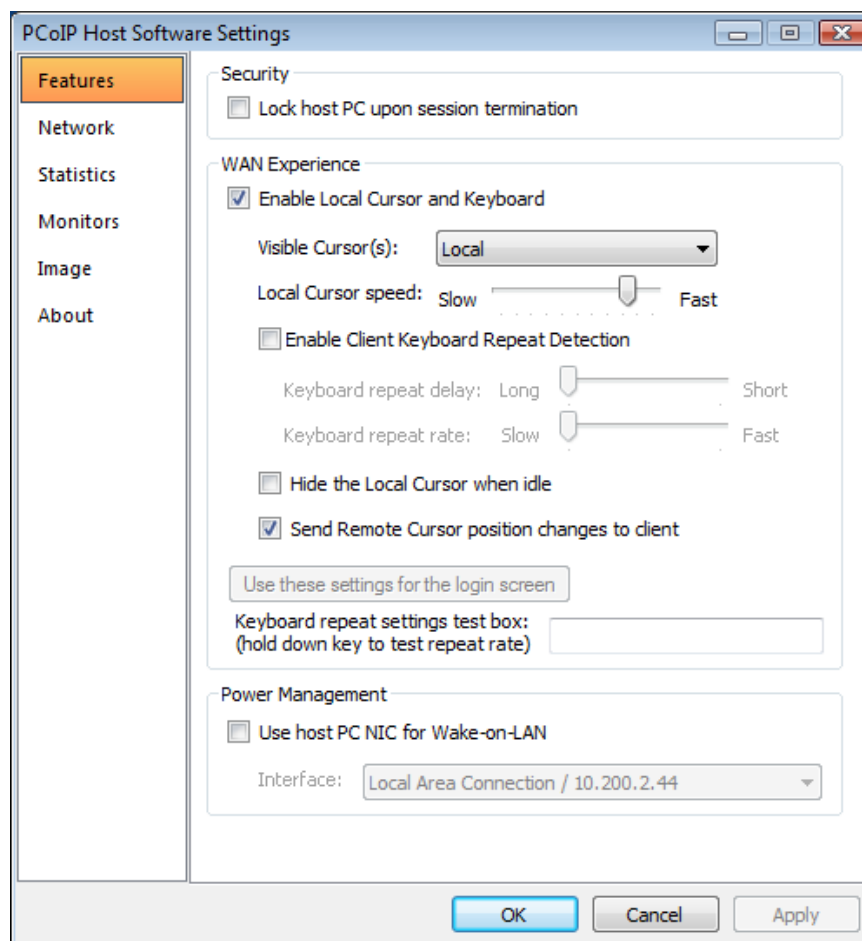 PCoIP Host Software Settings
Features
Network
Statistics
Monitors
Image
About
Security
Lock host PC upon session termination
WAN Experience
Enable Local Cursor and Keyboard
Visible Cursor(s): Local
Local Cursor speed: Slow Fast
Enable Client Keyboard Repeat Detection
Keyboard repeat delay: Long Short
Keyboard repeat rate: Slow Fast
Hide the Local Cursor when idle
Send Remote Cursor position changes to client
Use these settings for the login screen
Keyboard repeat settings test box:
(hold down key to test repeat rate)
Power Management
Use host PC NIC for Wake-on-LAN
Interface: Local Area Connection / 10.200.2.44
OK Cancel Apply